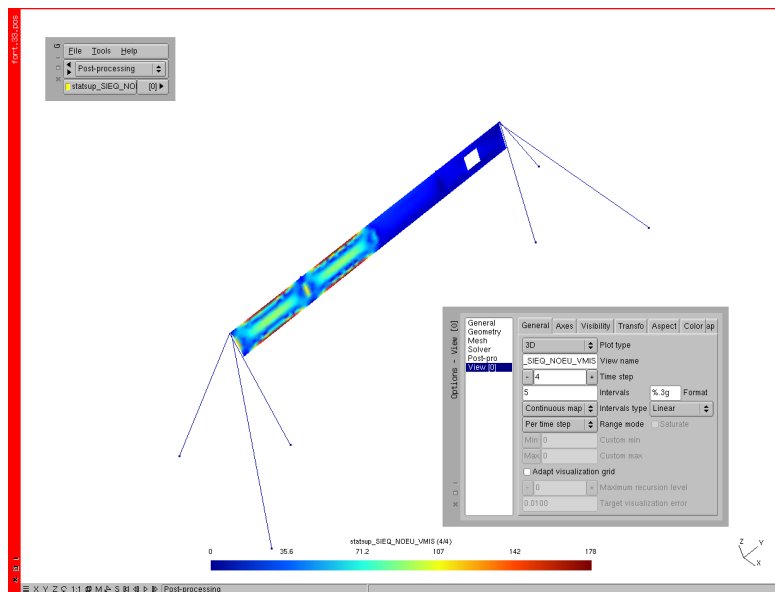 fort.33.pos
G
File Tools Help
Post-processing
statsup_SIEQ_NOI [0]
Options - View [0]
General
Geometry
Mesh
Solver
Post-pro
View [0]
General Axes Visibility Transfo Aspect Color ap
3D Plot type
_SIEQ_NOEU_VMIS View name
- 4 + Time step
5 Intervals %.3g Format
Continuous map Intervals type Linear
Per time step Range mode Saturate
Min 0 Custom min
Max 0 Custom max
Adapt visualization grid
- 0 + Maximum recursion level
0.0100 Target visualization error
statsup_SIEQ_NOEU_VMIS (4/4)
0 35.6 71.2 107 142 178
Z Y
X
X Y Z 1:1 M S Post-processing